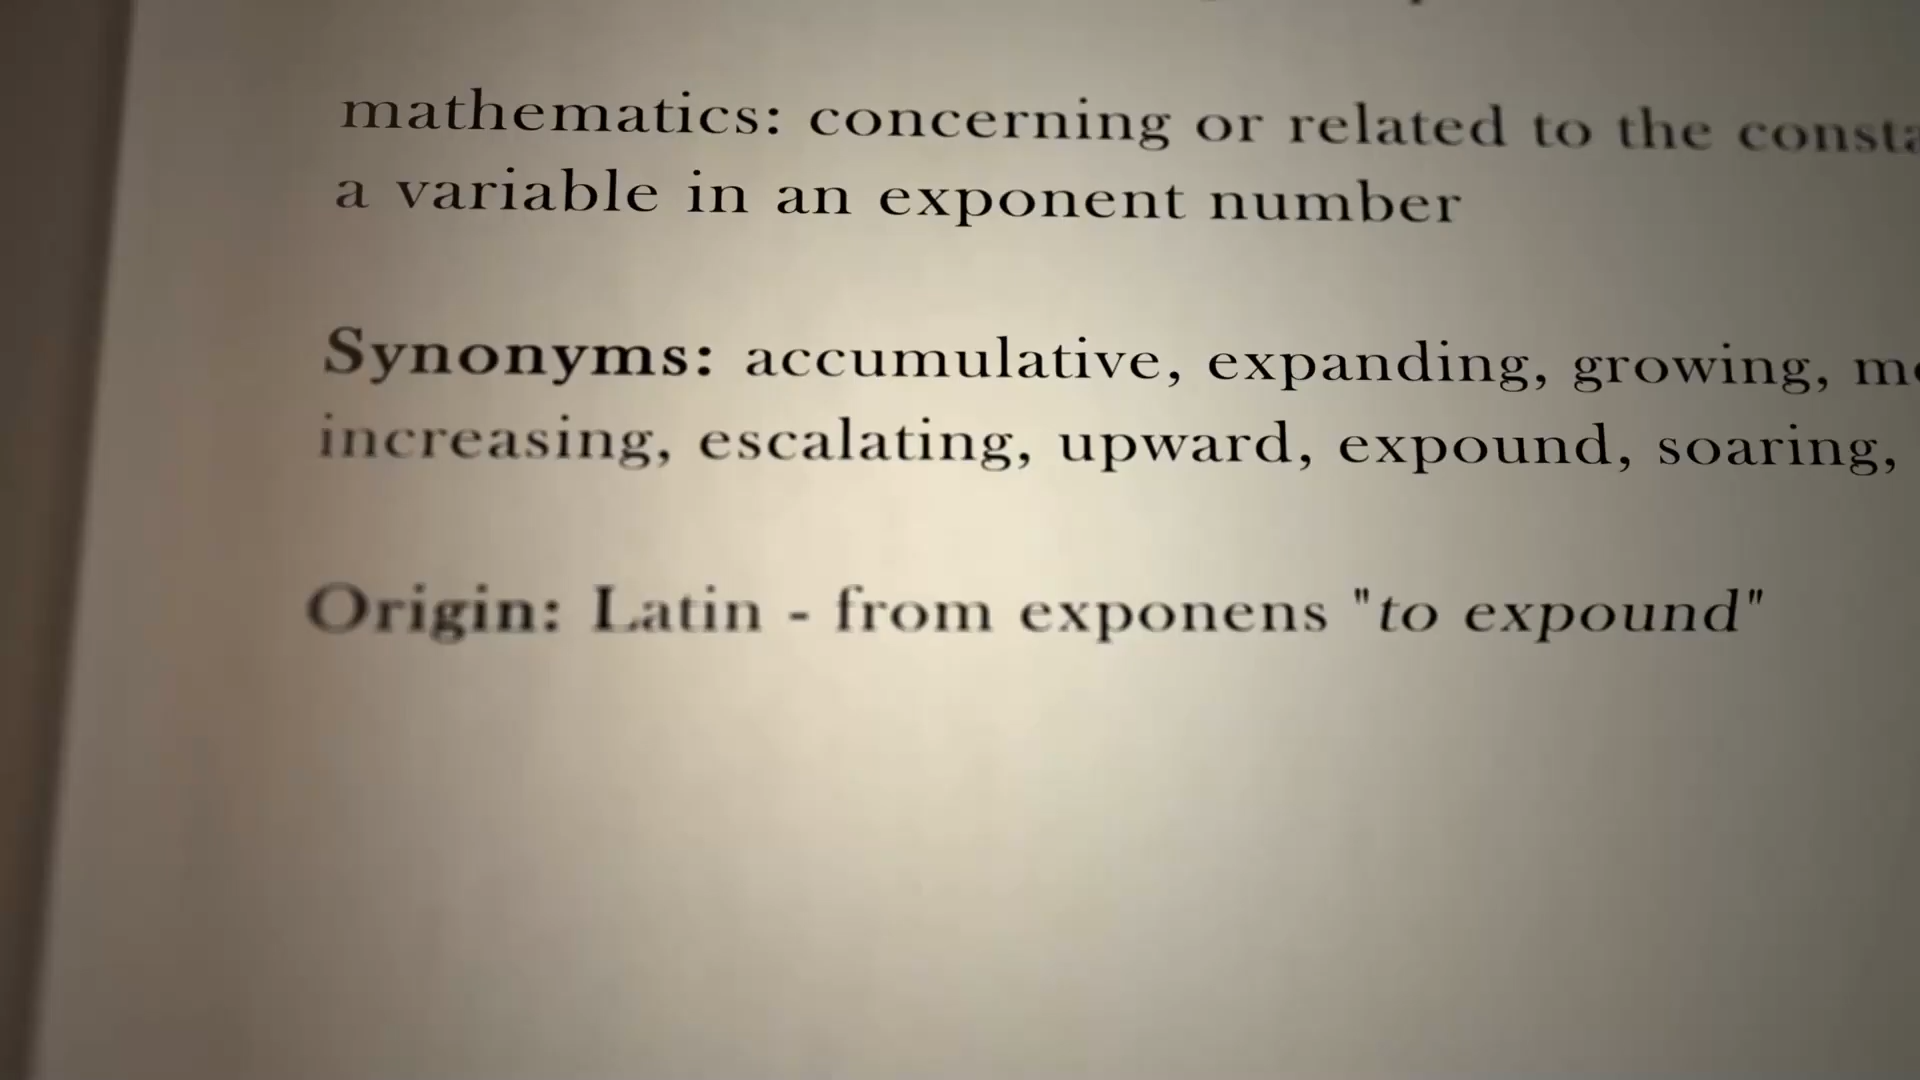 mathematics: concerning or related to the
a variable in an exponent number
Synonyms: accumulative, expanding, growing,
increasing, escalating, upward, expound, soaring,
Origin: Latin - from exponens "to expound"